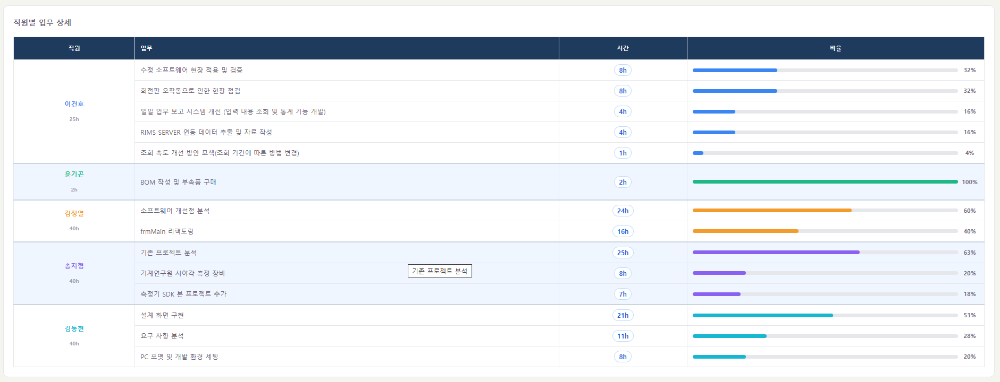 직원별 업무 상세
직원 업무 시간 비율
수정 소프트웨어 현장 적용 및 검증 8h 32%
회전판 오작동으로 인한 현장 점검 8h 32%
이건호
25h
일일 업무 보고 시스템 개선 (입력 내용 조회 및 통계 기능 개발) 4h 16%
RIMS SERVER 연동 데이터 추출 및 자료 작성 4h 16%
조회 속도 개선 방안 모색(조회 기간에 따른 방법 변경) 1h 4%
윤기곤
2h
BOM 작성 및 부속품 구매 2h 100%
김정열
40h
소프트웨어 개선점 분석 24h 60%
frmMain 리팩토링 16h 40%
송지형
40h
기존 프로젝트 분석 25h 63%
기계연구원 시야각 측정 장비 8h 20%
기존 프로젝트 분석
측정기 SDK 본 프로젝트 추가 7h 18%
김동현
40h
설계 화면 구현 21h 53%
요구 사항 분석 11h 28%
PC 포맷 및 개발 환경 세팅 8h 20%